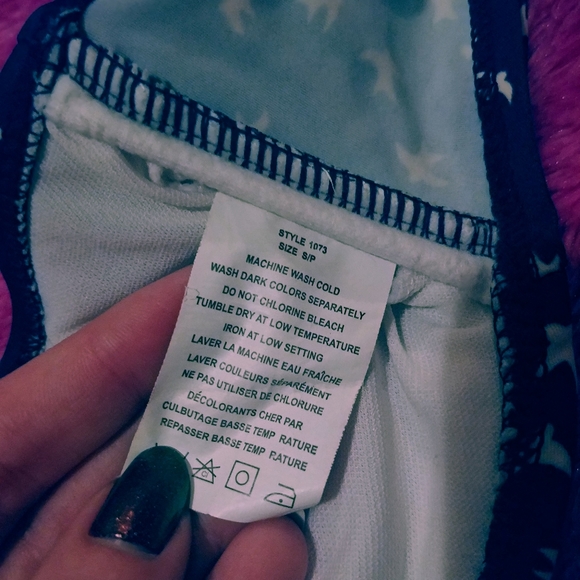 STYLE 1073
SIZE S/P
MACHINE WASH COLD
WASH DARK COLORS SEPARATELY
DO NOT CHLORINE BLEACH
TUMBLE DRY AT LOW TEMPERATURE
IRON AT LOW SETTING
LAVER LA MACHINE EAU FRAÎCHE
LAVER COULEURS SÉPARÉMENT
NE PAS UTILISER DE CHLORURE
DÉCOLORANTS CHER PAR
CULBUTAGE BASSE TEMP RATURE
REPASSER BASSE TEMP RATURE